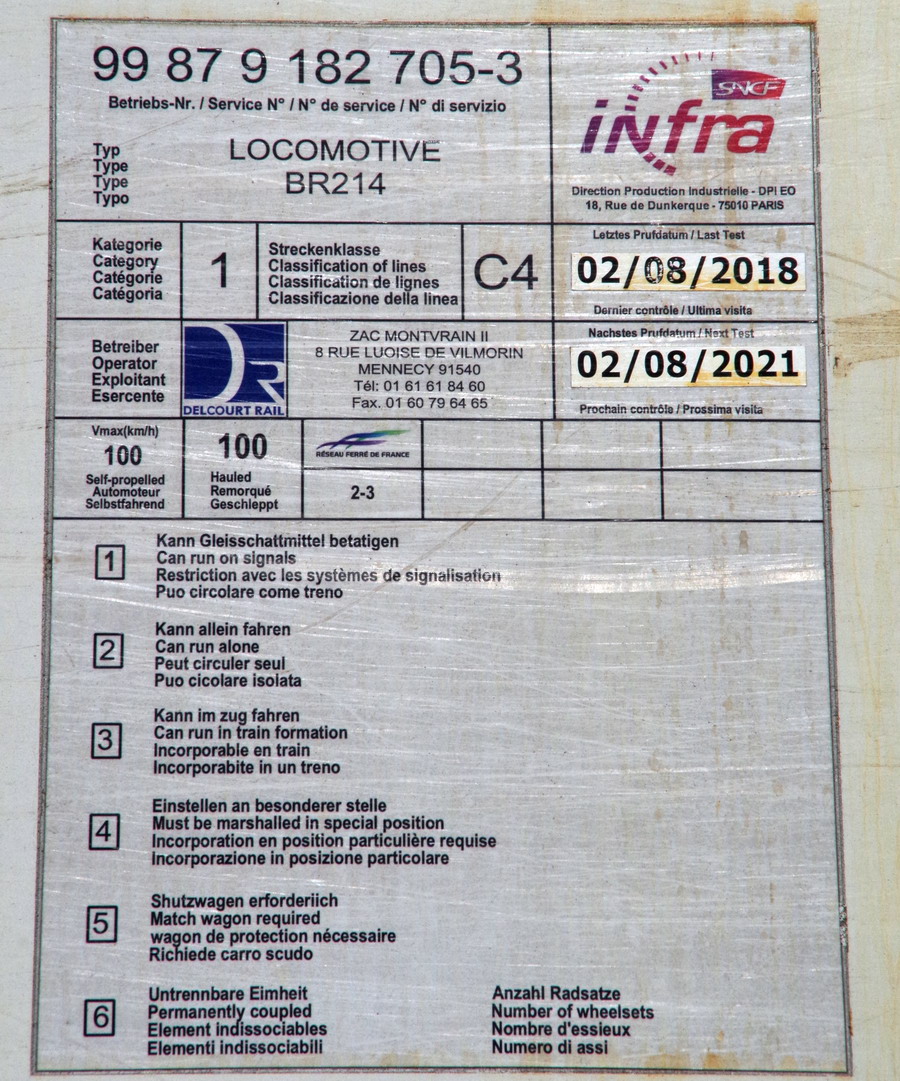 99 87 9 182 705-3
Betriebs-Nr. / Service N° / N° de service / N° di servizio
Typ
Type
Type
Typo
LOCOMOTIVE
BR214
SNCF
infra
Direction Production Industrielle - DPI EO
18, Rue de Dunkerque - 75010 PARIS
Kategorie
Category
Catégorie
Catégoria
1
Streckenklasse
Classification of lines
Classification de lignes
Classificazione della linea
C4
Letztes Prufdatum / Last Test
02/08/2018
Dernier contrôle / Ultima visita
Betreiber
Operator
Exploitant
Esercente
DR
DELCOURT RAIL
ZAC MONTVRAIN II
8 RUE LUOISE DE VILMORIN
MENNECY 91540
Tél: 01 61 61 84 60
Fax. 01 60 79 64 65
Nachstes Prufdatum / Next Test
02/08/2021
Prochain contrôle / Prossima visita
Vmax(km/h)
100
Self-propelled
Automoteur
Selbstfahrend
100
Hauled
Remorqué
Geschleppt
RÉSEAU FERRÉ DE FRANCE
2-3
1
Kann Gleisschattmittel betatigen
Can run on signals
Restriction avec les systèmes de signalisation
Puo circolare come treno
2
Kann allein fahren
Can run alone
Peut circuler seul
Puo cicolare isolata
3
Kann im zug fahren
Can run in train formation
Incorporable en train
Incorporabite in un treno
4
Einstellen an besonderer stelle
Must be marshalled in special position
Incorporation en position particulière requise
Incorporazione in posizione particolare
5
Shutzwagen erforderiich
Match wagon required
wagon de protection nécessaire
Richiede carro scudo
6
Untrennbare Eimheit
Permanently coupled
Element indissociables
Elementi indissociabili
Anzahl Radsatze
Number of wheelsets
Nombre d'essieux
Numero di assi